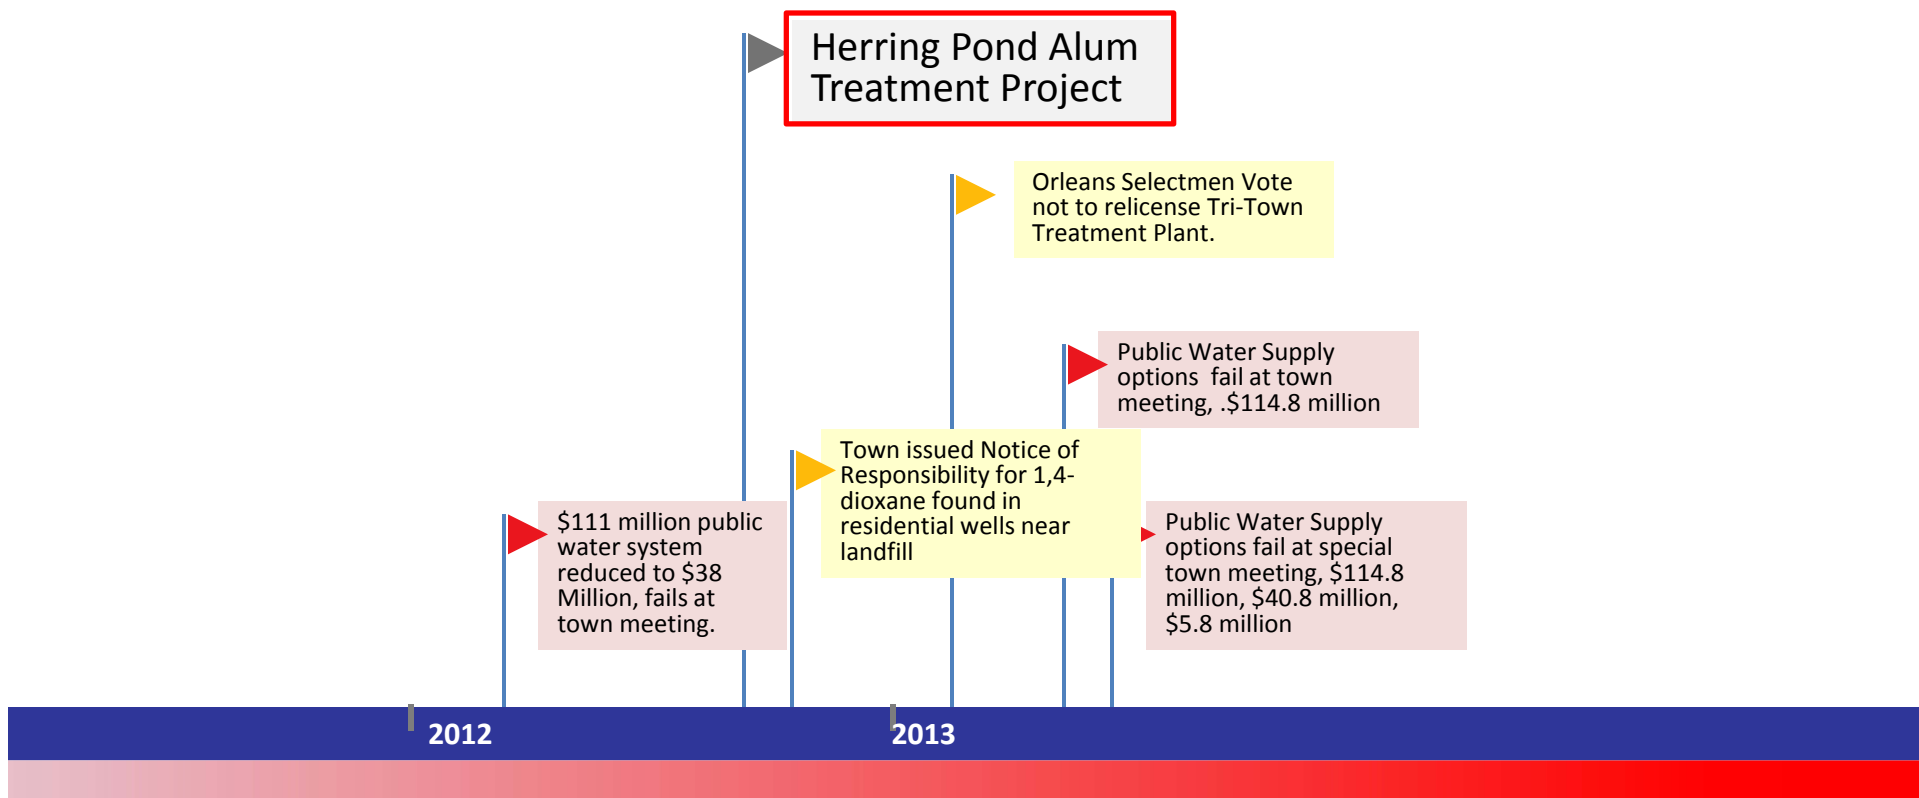 Herring Pond Alum
Treatment Project
Orleans Selectmen Vote
not to relicense Tri-Town
Treatment Plant.
Public Water Supply
options  fail at town
meeting, .$114.8 million
Town issued Notice of
Responsibility for 1,4-
dioxane found in
residential wells near
landfill
$111 million public
water system
reduced to $38
Million, fails at
town meeting.
Public Water Supply
options fail at special
town meeting, $114.8
million, $40.8 million,
$5.8 million
2012
2013